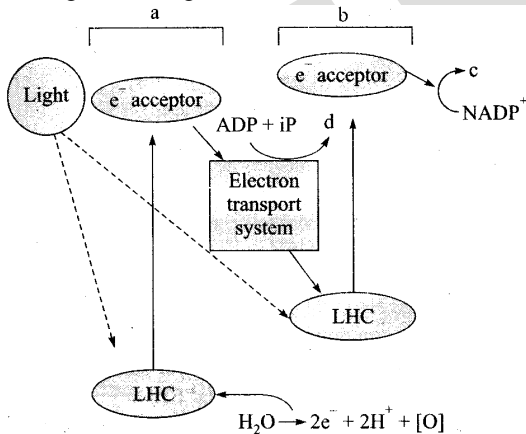 a
b
Light
e⁻ acceptor
e⁻ acceptor
c
NADP⁺
ADP + iP
d
Electron
transport
system
LHC
LHC
H₂O → 2e⁻ + 2H⁺ + [O]